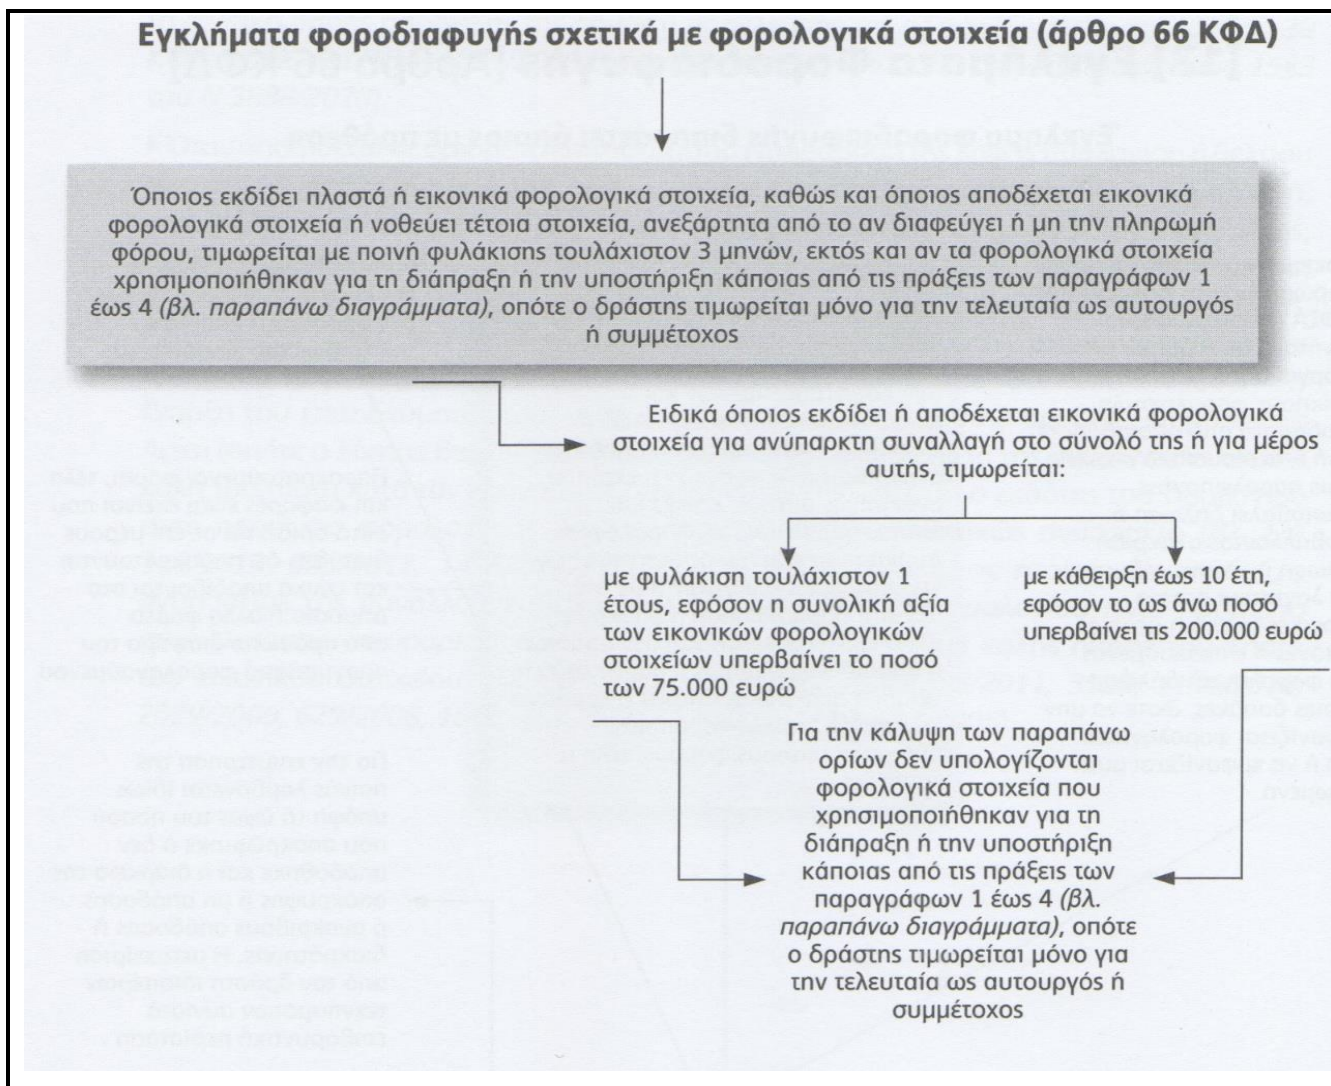 Εγκλήματα φοροδιαφυγής σχετικά με φορολογικά στοιχεία (άρθρο 66 ΚΦΔ)
Όποιος εκδίδει πλαστά ή εικονικά φορολογικά στοιχεία, καθώς και όποιος αποδέχεται εικονικά
φορολογικά στοιχεία ή νοθεύει τέτοια στοιχεία, ανεξάρτητα από το αν διαφεύγει ή μη την πληρωμή
φόρου, τιμωρείται με ποινή φυλάκισης τουλάχιστον 3 μηνών, εκτός και αν τα φορολογικά στοιχεία
χρησιμοποιήθηκαν για τη διάπραξη ή την υποστήριξη κάποιας από τις πράξεις των παραγράφων 1
έως 4 (βλ. παραπάνω διαγράμματα), οπότε ο δράστης τιμωρείται μόνο για την τελευταία ως αυτουργός
ή συμμέτοχος
Ειδικά όποιος εκδίδει ή αποδέχεται εικονικά φορολογικά
στοιχεία για ανύπαρκτη συναλλαγή στο σύνολό της ή για μέρος
αυτής, τιμωρείται:
με φυλάκιση τουλάχιστον 1
έτους, εφόσον η συνολική αξία
των εικονικών φορολογικών
στοιχείων υπερβαίνει το ποσό
των 75.000 ευρώ
με κάθειρξη έως 10 έτη,
εφόσον το ως άνω ποσό
υπερβαίνει τις 200.000 ευρώ
Για την κάλυψη των παραπάνω
ορίων δεν υπολογίζονται
φορολογικά στοιχεία που
χρησιμοποιήθηκαν για τη
διάπραξη ή την υποστήριξη
κάποιας από τις πράξεις των
παραγράφων 1 έως 4 (βλ.
παραπάνω διαγράμματα), οπότε
ο δράστης τιμωρείται μόνο για
την τελευταία ως αυτουργός ή
συμμέτοχος